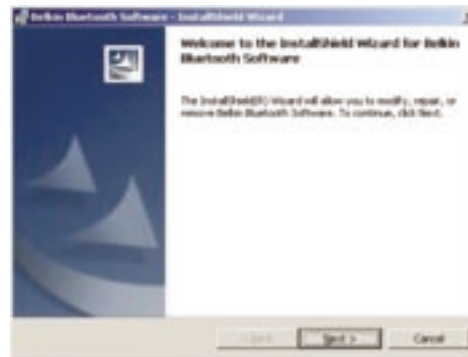 Belkin Bluetooth Software - InstallShield Wizard
Welcome to the InstallShield Wizard for Belkin
Bluetooth Software
The InstallShield(R) Wizard will allow you to modify, repair, or
remove Belkin Bluetooth Software. To continue, click Next.
< Back
Next >
Cancel